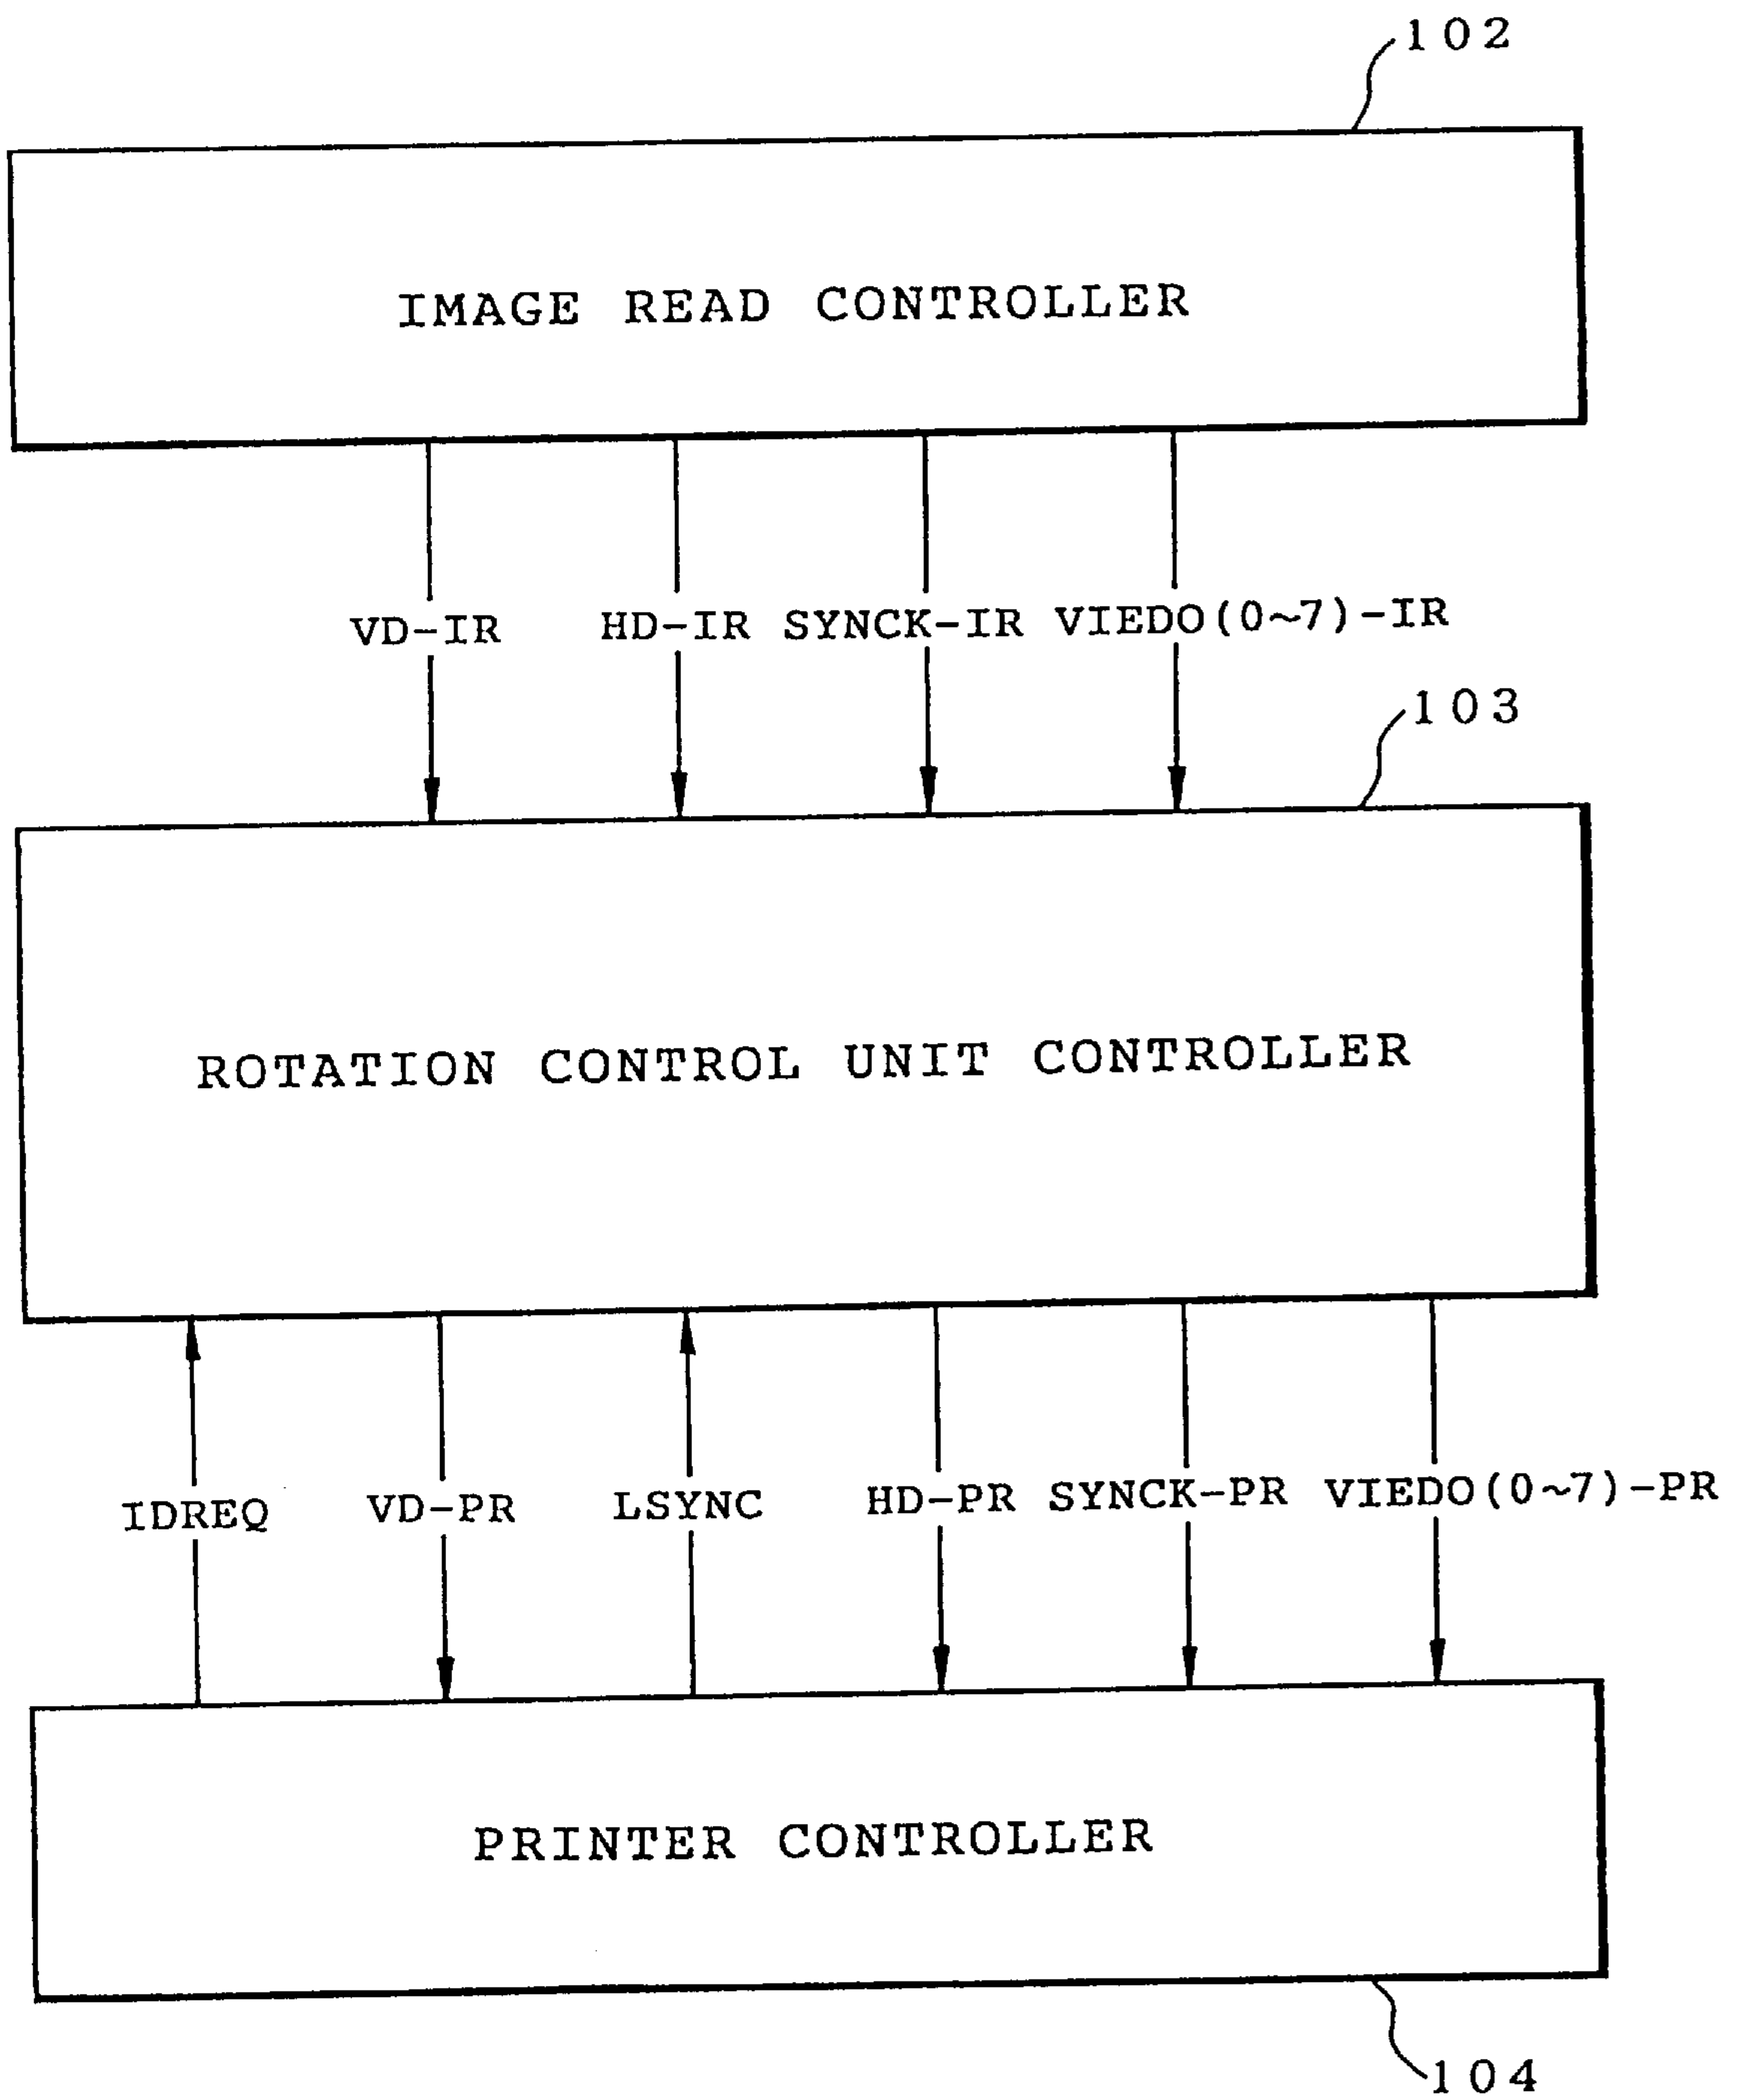 102
IMAGE READ CONTROLLER
VD-IR HD-IR SYNCK-IR VIEDO(0~7)-IR
103
ROTATION CONTROL UNIT CONTROLLER
IDREQ VD-PR LSYNC HD-PR SYNCK-PR VIEDO(0~7)-PR
PRINTER CONTROLLER
104